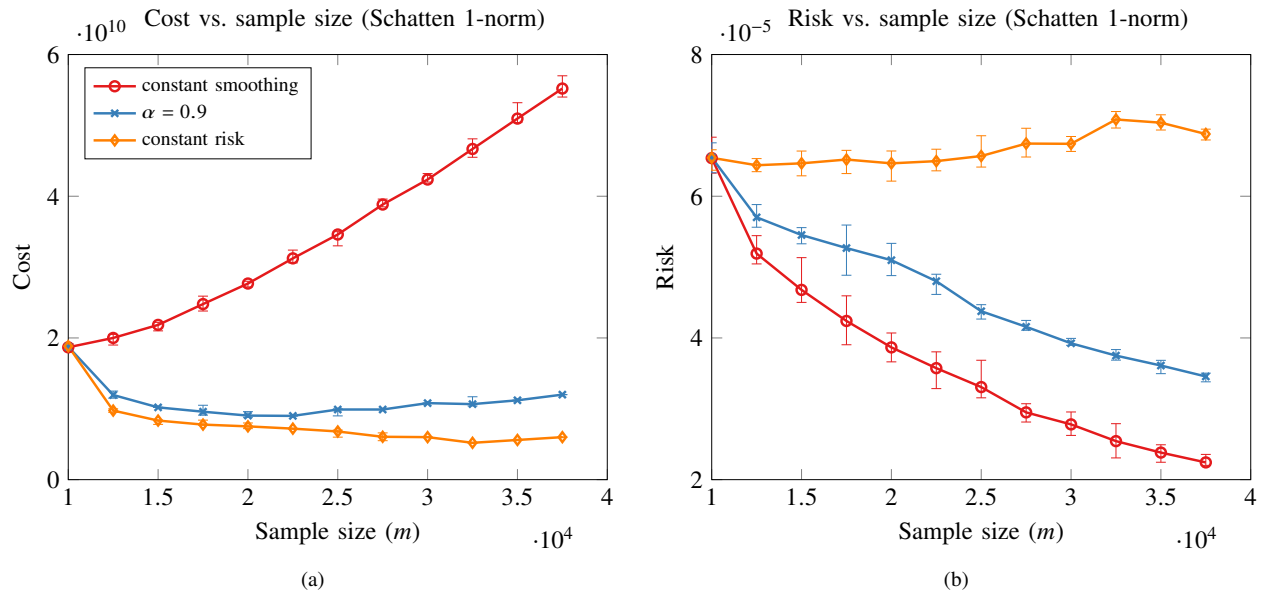 Cost vs. sample size (Schatten 1-norm)
·10^10
6
4
2
0
Cost
constant smoothing
α = 0.9
constant risk
1 1.5 2 2.5 3 3.5 4
Sample size (m)
·10^4
(a)
Risk vs. sample size (Schatten 1-norm)
·10^−5
8
6
4
2
Risk
1 1.5 2 2.5 3 3.5 4
Sample size (m)
·10^4
(b)